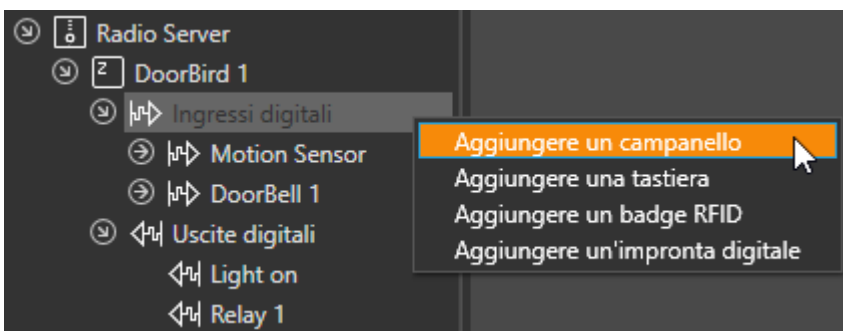 Radio Server
Z DoorBird 1
Ingressi digitali
Motion Sensor
DoorBell 1
Uscite digitali
Light on
Relay 1
Aggiungere un campanello
Aggiungere una tastiera
Aggiungere un badge RFID
Aggiungere un'impronta digitale